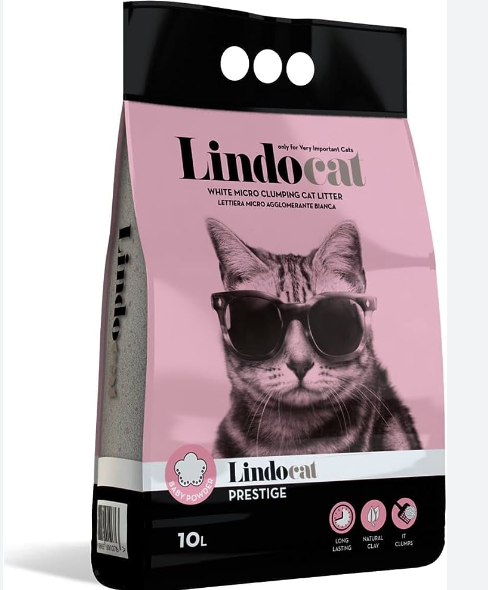 only for Very Important Cats
Lindocat
WHITE MICRO CLUMPING CAT LITTER
LETTIERA MICRO AGGLOMERANTE BIANCA
Lindocat
BABY POWDER
Lindocat
PRESTIGE
10L
LONG
LASTING
NATURAL
CLAY
IT
CLUMPS